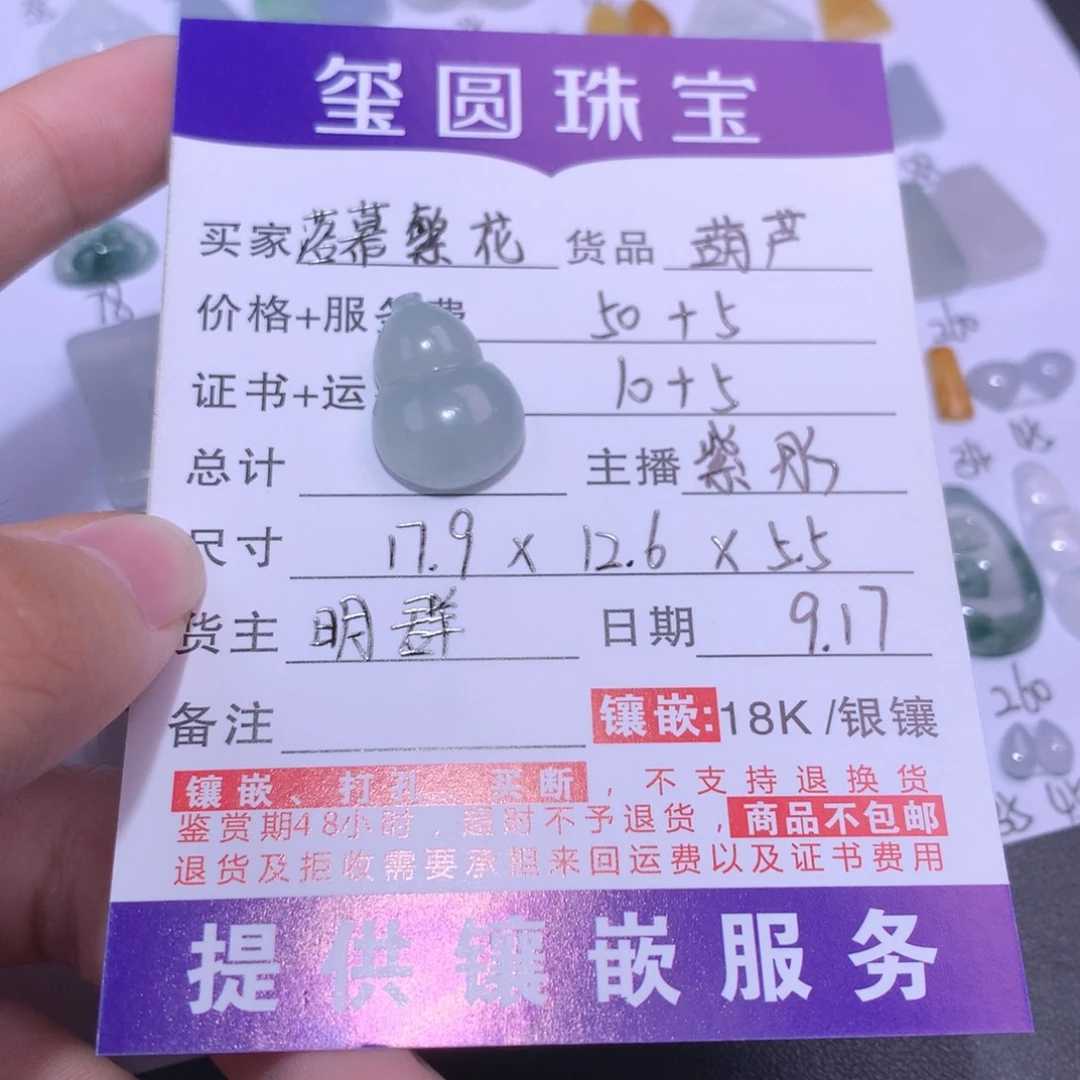 玺圆珠宝
买家 落幕繁花 货品 葫芦
价格+服务费 50+5
证书+运 10+5
总计 主播 紫彤
尺寸 17.9 x 12.6 x 5.5
货主 明群 日期 9.17
备注 镶嵌:18K/银镶
镶嵌、打孔、买断,不支持退换货
鉴赏期48小时,超时不予退货,商品不包邮
退货及拒收需要承担来回运费以及证书费用
提供镶嵌服务
78
260
260